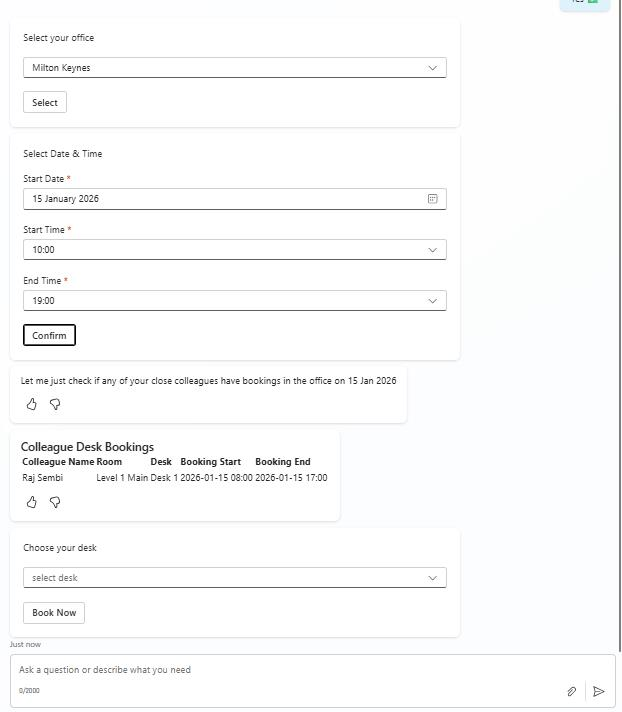 Select your office
Milton Keynes
Select
Select Date & Time
Start Date *
15 January 2026
Start Time *
10:00
End Time *
19:00
Confirm
Let me just check if any of your close colleagues have bookings in the office on 15 Jan 2026
Colleague Desk Bookings
Colleague Name Room Desk Booking Start Booking End
Raj Sembi Level 1 Main Desk 1 2026-01-15 08:00 2026-01-15 17:00
Choose your desk
select desk
Book Now
Just now
Ask a question or describe what you need
0/2000